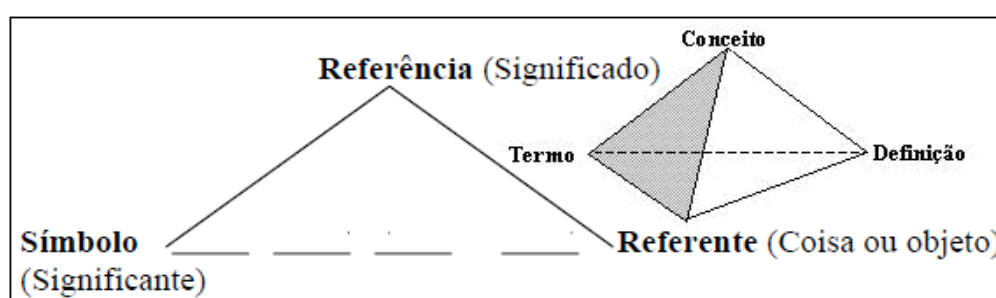 Conceito
Referência (Significado)
Termo
Definição
Símbolo
Referente (Coisa ou objeto)
(Significante)